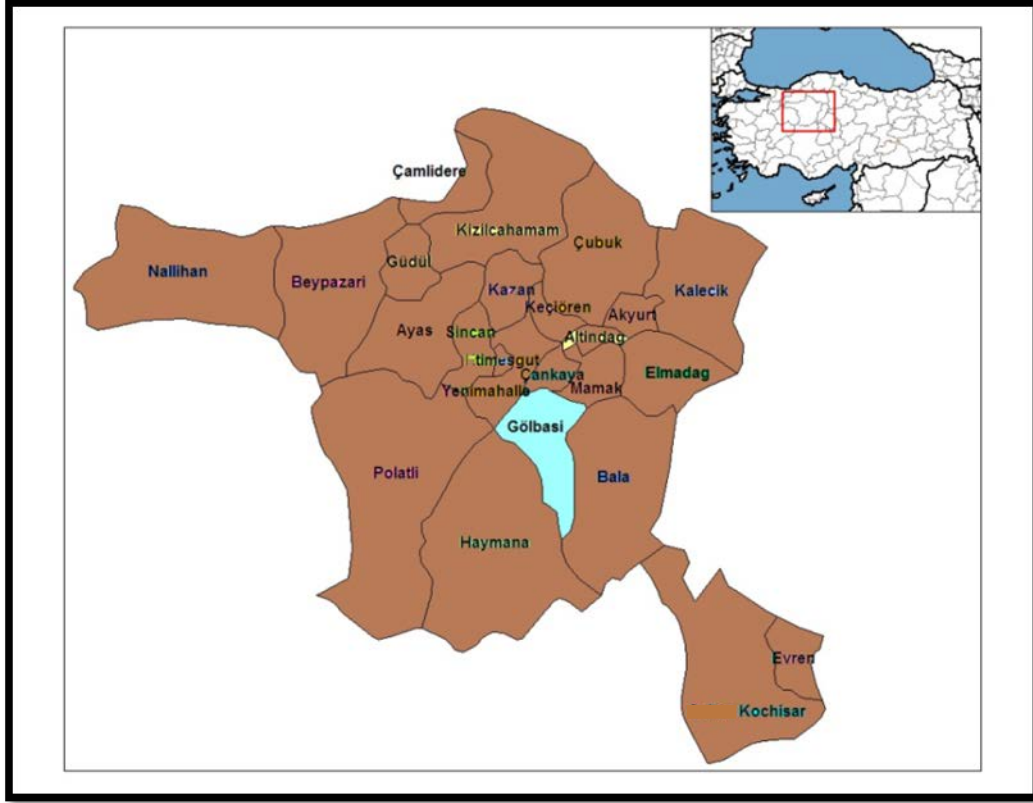 Çamlidere
Kizilcahamam
Çubuk
Güdül
Nallihan
Beypazari
Kazan
Kalecik
Keçiören
Akyurt
Ayas
Sincan
Altindag
Etimesgut
Çankaya
Elmadag
Yenimahalle
Mamak
Gölbasi
Polatli
Bala
Haymana
Evren
Kochisar